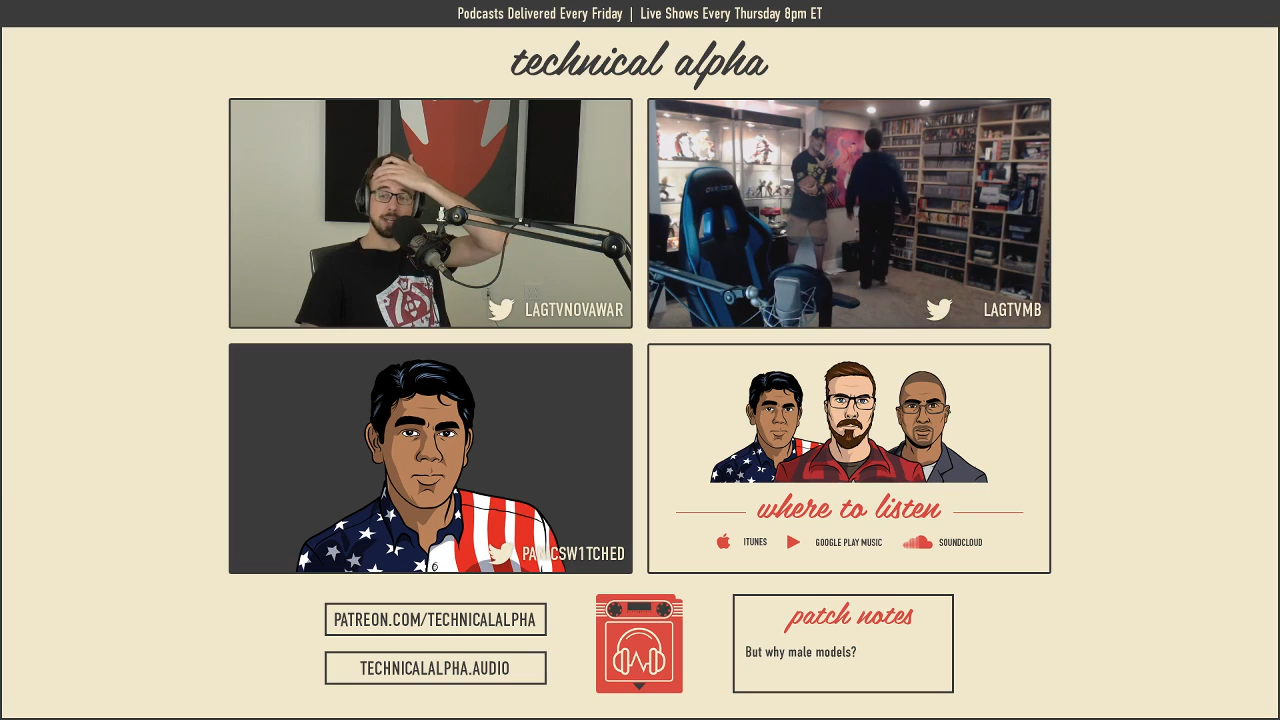 Podcasts Delivered Every Friday | Live Shows Every Thursday 8pm ET
technical alpha
LAGTVNOVAWAR
LAGTVMB
PANICSW1TCHED
where to listen
ITUNES
GOOGLE PLAY MUSIC
SOUNDCLOUD
PATREON.COM/TECHNICALALPHA
TECHNICALALPHA.AUDIO
patch notes
But why male models?